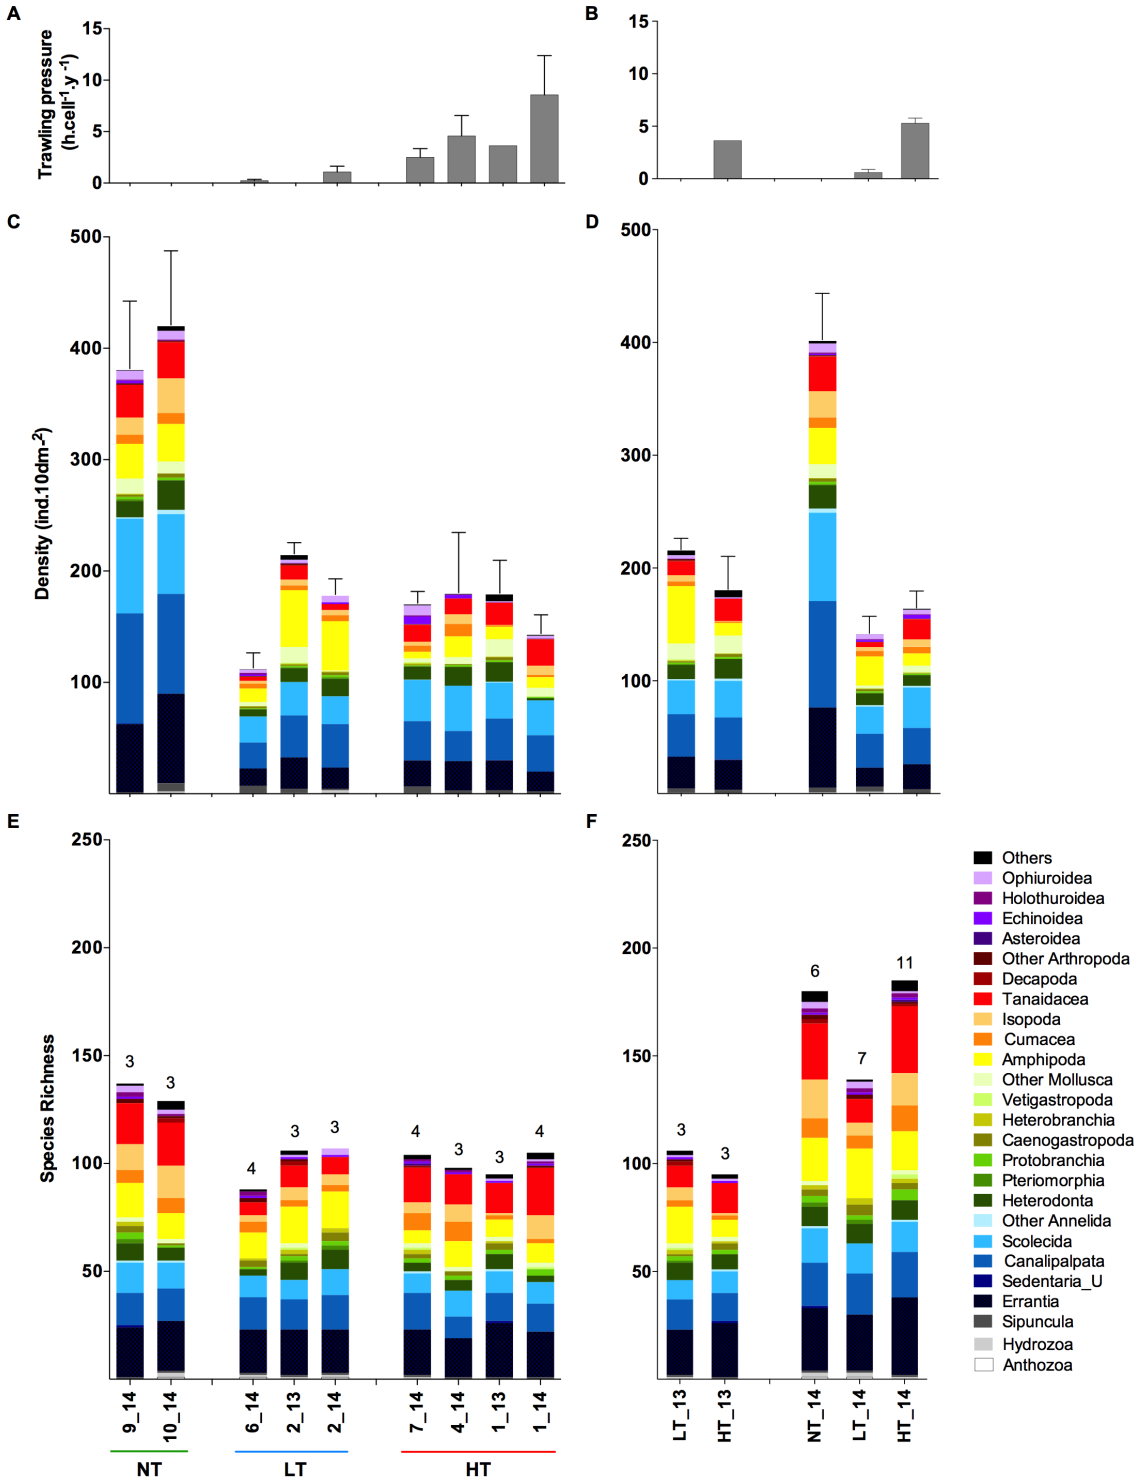 A
B
Trawling pressure
(h.cell-1.y-1)
15
10
5
0
15
10
5
0
C
D
Density (ind.10dm-2)
500
400
300
200
100
500
400
300
200
100
E
F
Species Richness
250
200
150
100
50
250
200
150
100
50
3
3
4
3
3
4
3
3
4
3
3
6
7
11
Others
Ophiuroidea
Holothuroidea
Echinoidea
Asteroidea
Other Arthropoda
Decapoda
Tanaidacea
Isopoda
Cumacea
Amphipoda
Other Mollusca
Vetigastropoda
Heterobranchia
Caenogastropoda
Protobranchia
Pteriomorphia
Heterodonta
Other Annelida
Scolecida
Canalipalpata
Sedentaria_U
Errantia
Sipuncula
Hydrozoa
Anthozoa
9_14
10_14
6_14
2_13
2_14
7_14
4_14
1_13
1_14
LT_13
HT_13
NT_14
LT_14
HT_14
NT
LT
HT